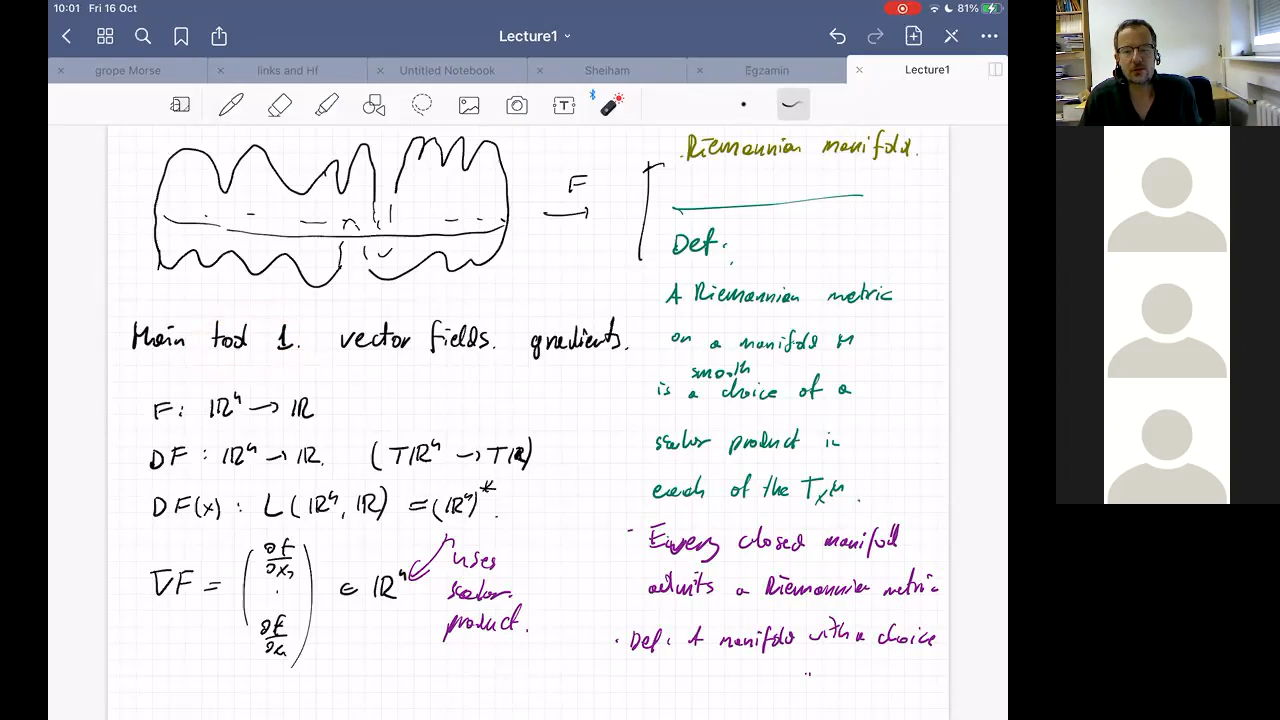 10:01 Fri 16 Oct
81%
Lecture1
grope Morse
links and Hf
Untitled Notebook
Sheiham
Egzamin
Lecture1
F
Main tool 1. vector fields. gradients.
F: ℝⁿ → ℝ
DF: ℝⁿ → ℝ. (Tℝⁿ → Tℝ)
DF(x): L(ℝⁿ, ℝ) = (ℝⁿ)*.
∇F = (∂F/∂x₁ . ∂F/∂xₙ) ∈ ℝⁿ
uses
scalar
product.
Riemannian manifold.
Def.
A Riemannian metric
on a manifold M
smooth
is a choice of a
scalar product in
each of the TₓM.
- Every closed manifold
admits a Riemannian metric
. Def. A manifold with a choice